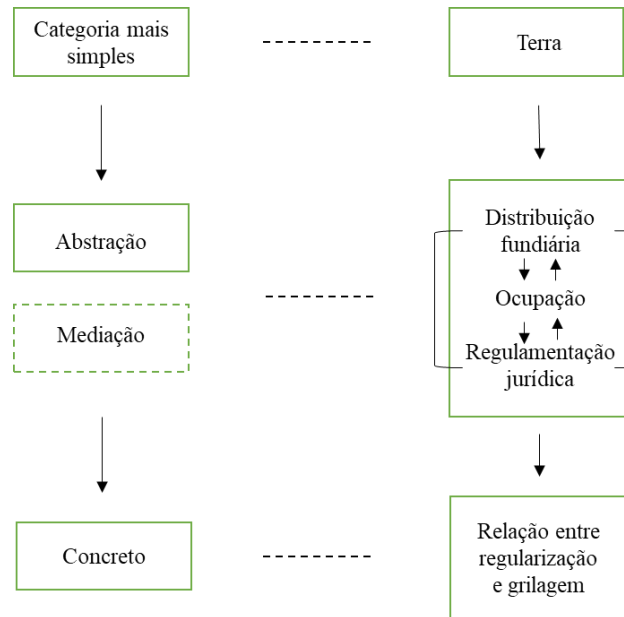 Categoria mais
simples
Terra
Abstração
Mediação
Distribuição
fundiária
Ocupação
Regulamentação
jurídica
Concreto
Relação entre
regularização
e grilagem